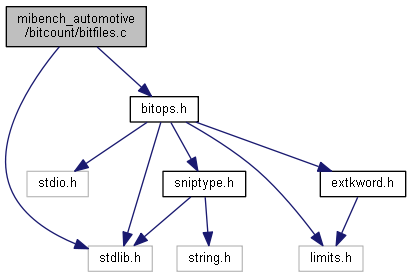 mibench_automotive
/bitcount/bitfiles.c
bitops.h
stdio.h
sniptype.h
extkword.h
stdlib.h
string.h
limits.h